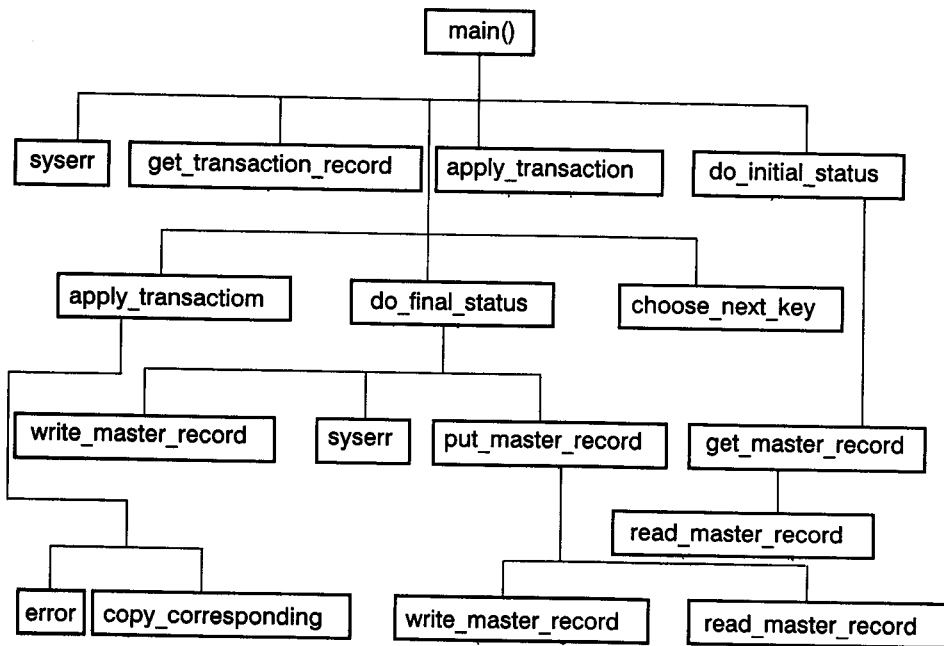 main()
syserr
get_transaction_record
apply_transaction
do_initial_status
apply_transactiom
do_final_status
choose_next_key
write_master_record
syserr
put_master_record
get_master_record
read_master_record
error
copy_corresponding
write_master_record
read_master_record